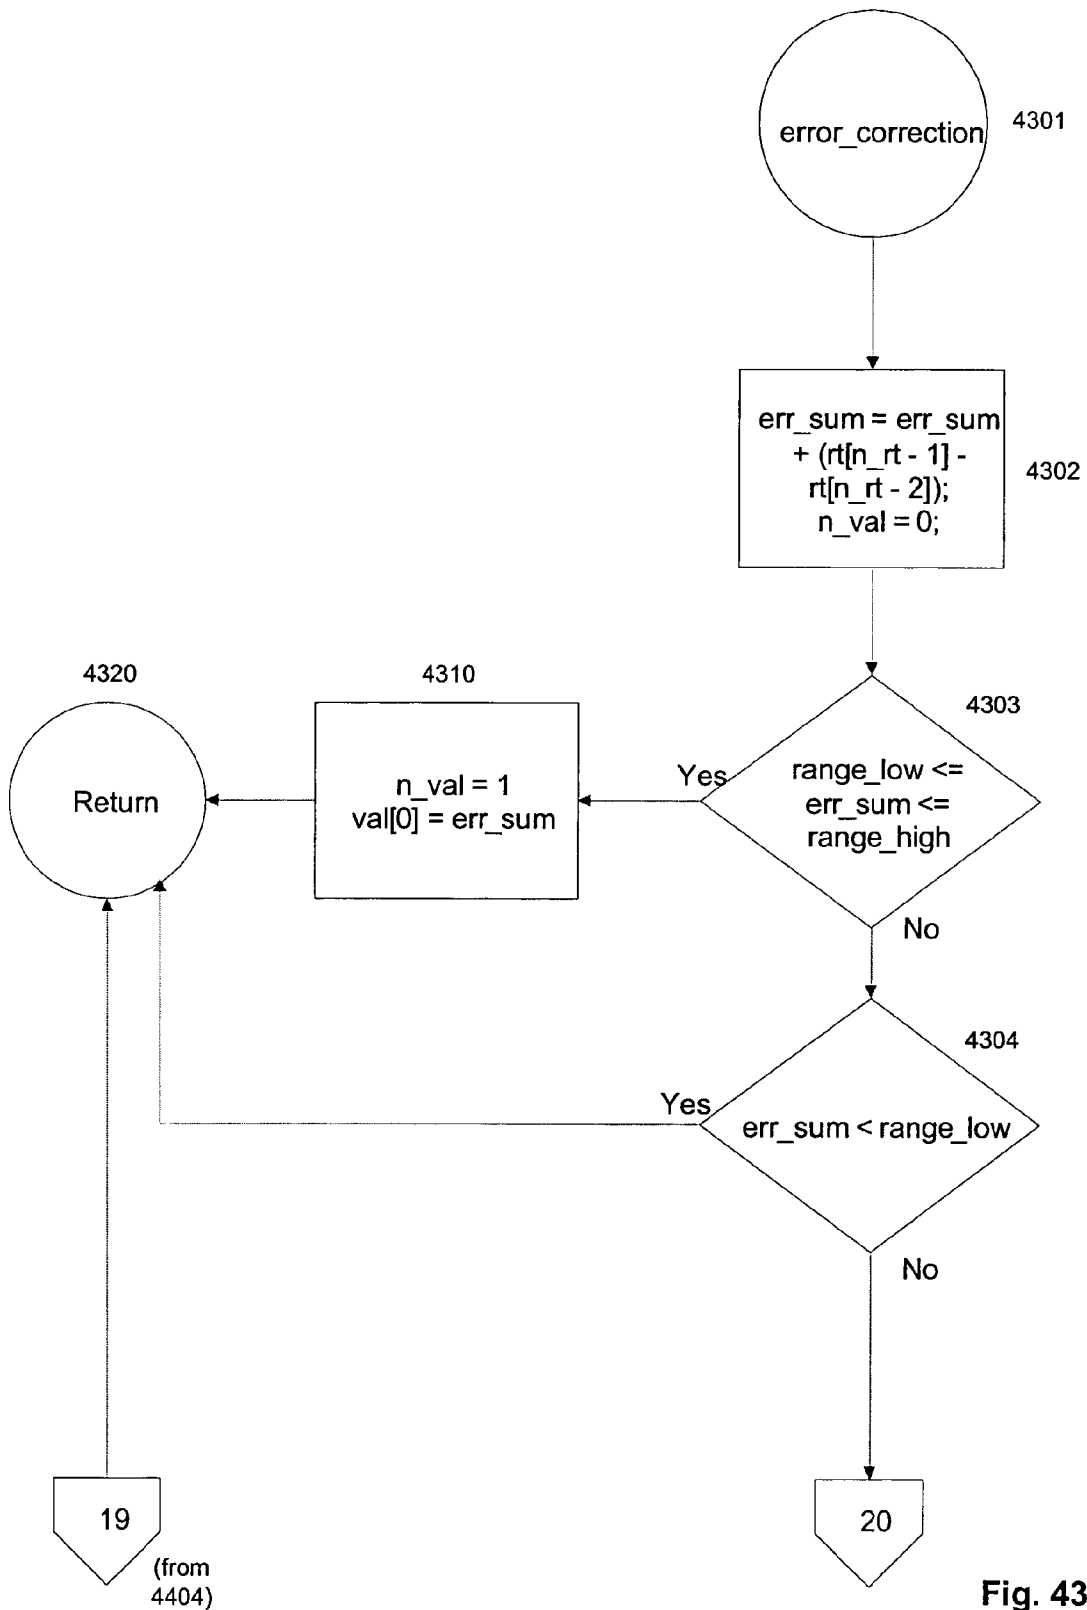 error_correction
4301
err_sum = err_sum
+ (rt[n_rt - 1] -
rt[n_rt - 2]);
n_val = 0;
4302
4320
4310
4303
Return
n_val = 1
val[0] = err_sum
Yes
range_low <=
err_sum <=
range_high
No
4304
Yes
err_sum < range_low
No
19
(from
4404)
20
Fig. 43